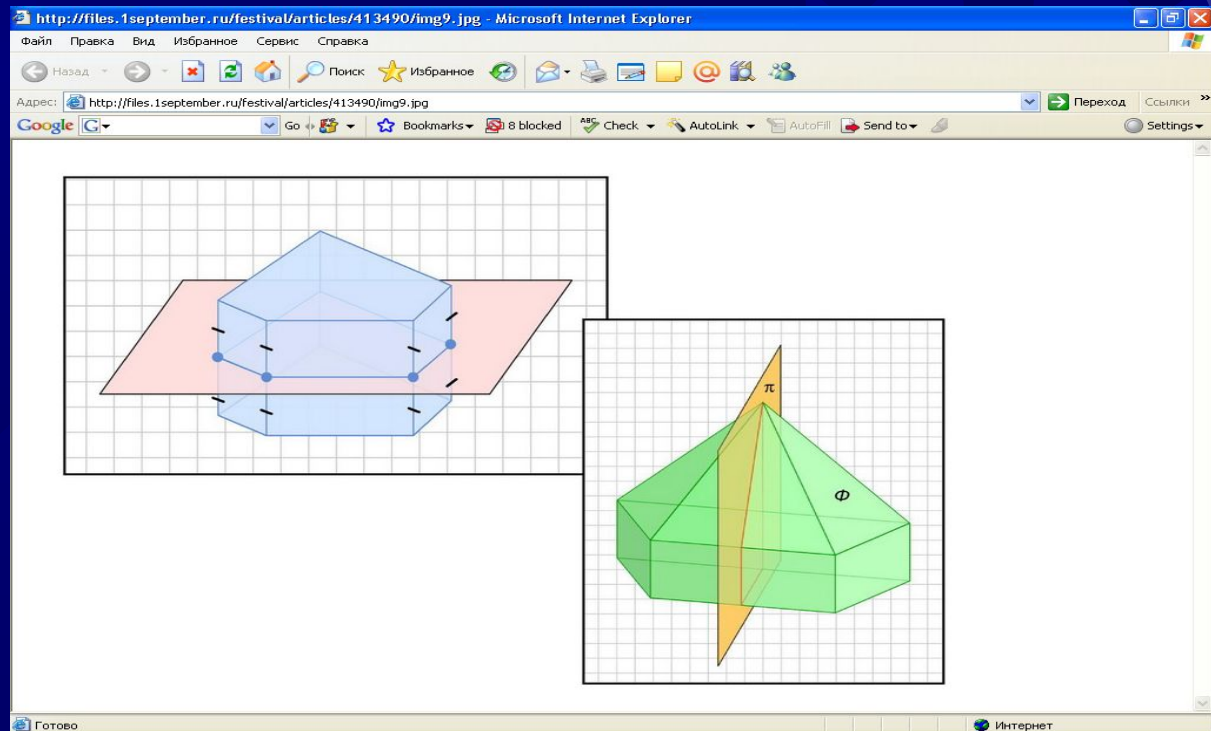 http://files.1september.ru/festival/articles/413490/img9.jpg - Microsoft Internet Explorer
Файл Правка Вид Избранное Сервис Справка
Назад Поиск Избранное
Адрес: http://files.1september.ru/festival/articles/413490/img9.jpg Переход Ссылки »
Google G Go Bookmarks 8 blocked ABC Check AutoLink AutoFill Send to Settings
π
Φ
Готово Интернет